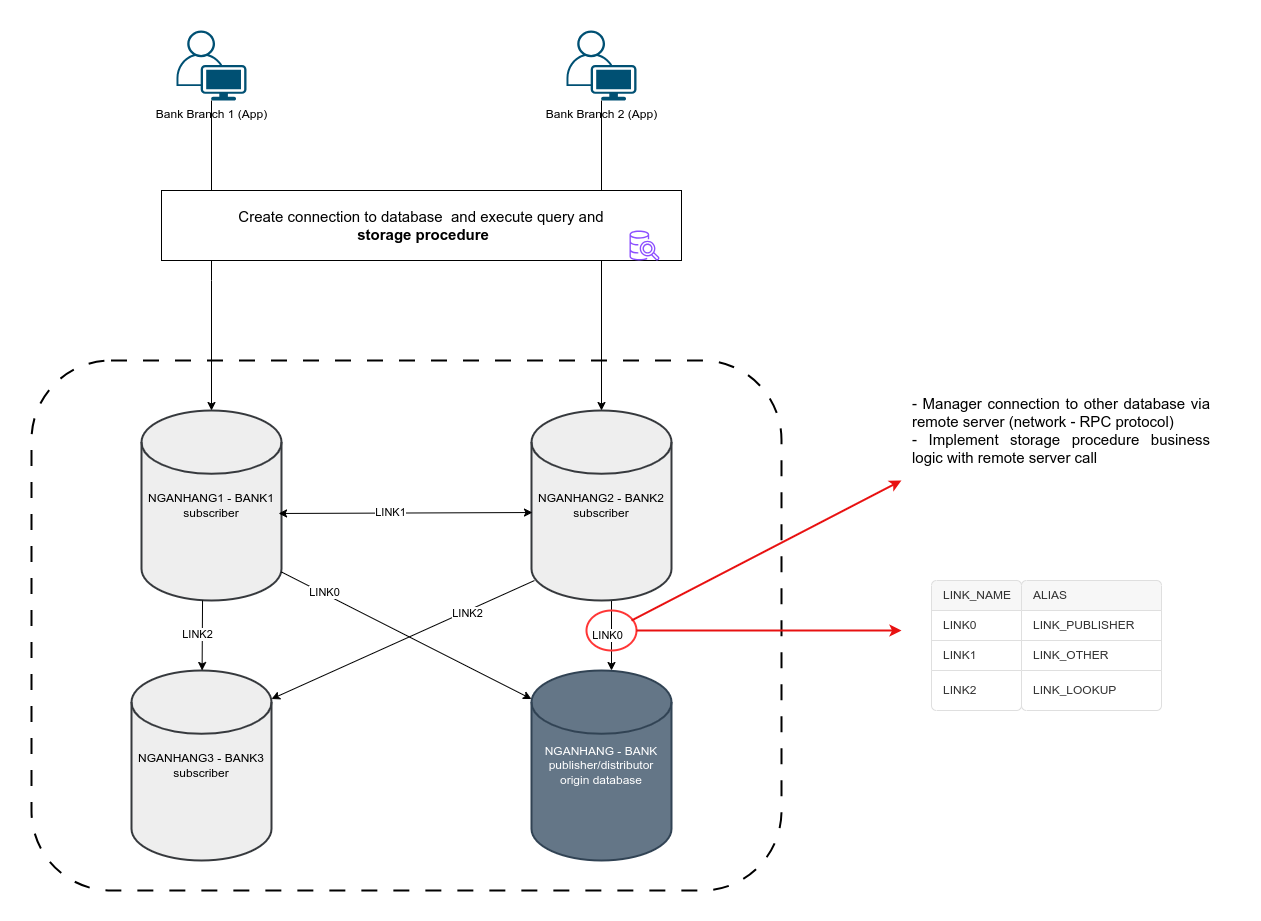 Bank Branch 1 (App)
Bank Branch 2 (App)
Create connection to database  and execute query and
storage procedure
NGANHANG1 - BANK1
subscriber
NGANHANG2 - BANK2
subscriber
LINK1
LINK0
LINK2
LINK2
LINK0
NGANHANG3 - BANK3
subscriber
NGANHANG - BANK
publisher/distributor
origin database
- Manager connection to other database via
remote server (network - RPC protocol)
- Implement storage procedure business
logic with remote server call
LINK_NAME ALIAS
LINK0 LINK_PUBLISHER
LINK1 LINK_OTHER
LINK2 LINK_LOOKUP